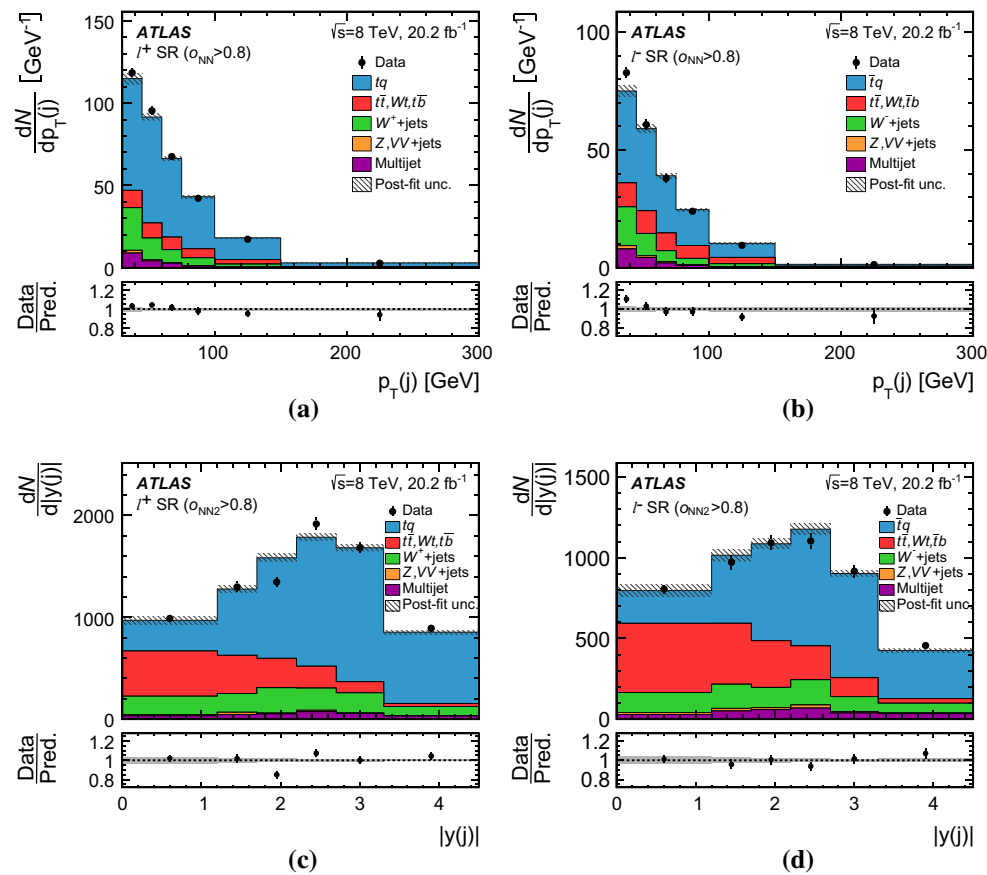 150
100
50
0
dN
dp_T(j)
[GeV⁻¹]
ATLAS
√s=8 TeV, 20.2 fb⁻¹
l⁺ SR (o_NN>0.8)
Data
tq
tt̄,Wt,tb̄
W⁺+jets
Z,VV+jets
Multijet
Post-fit unc.
Data
Pred.
1.2
1
0.8
100 200 300
p_T(j) [GeV]
(a)
100
50
0
dN
dp_T(j)
[GeV⁻¹]
ATLAS
√s=8 TeV, 20.2 fb⁻¹
l⁻ SR (o_NN>0.8)
Data
t̄q
tt̄,Wt,t̄b
W⁻+jets
Z,VV+jets
Multijet
Post-fit unc.
Data
Pred.
1.2
1
0.8
100 200 300
p_T(j) [GeV]
(b)
2000
1000
0
dN
d|y(j)|
ATLAS
√s=8 TeV, 20.2 fb⁻¹
l⁺ SR (o_NN2>0.8)
Data
tq
tt̄,Wt,tb̄
W⁺+jets
Z,VV+jets
Multijet
Post-fit unc.
Data
Pred.
1.2
1
0.8
0 1 2 3 4
|y(j)|
(c)
1500
1000
500
0
dN
d|y(j)|
ATLAS
√s=8 TeV, 20.2 fb⁻¹
l⁻ SR (o_NN2>0.8)
Data
t̄q
tt̄,Wt,t̄b
W⁻+jets
Z,VV+jets
Multijet
Post-fit unc.
Data
Pred.
1.2
1
0.8
0 1 2 3 4
|y(j)|
(d)